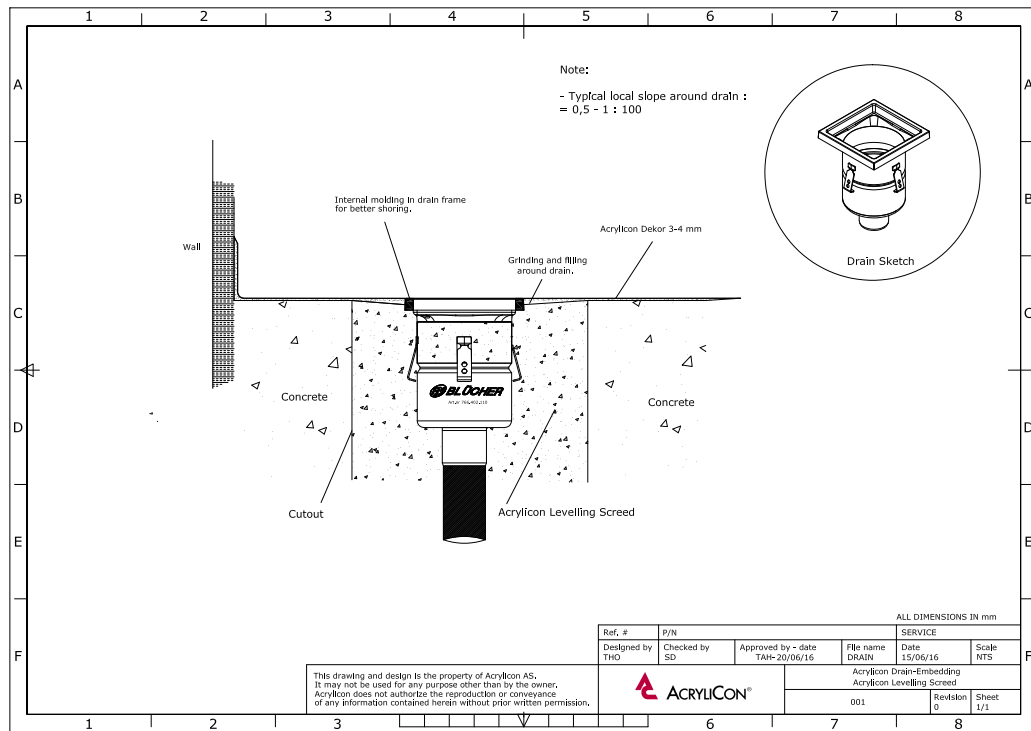 1 2 3 4 5 6 7 8
A A
B B
C C
D D
E E
F F
Note:
- Typical local slope around drain :
= 0,5 - 1 : 100
Drain Sketch
Internal molding in drain frame
for better shoring.
Wall
Acrylicon Dekor 3-4 mm
Grinding and filling
around drain.
BLÜCHER
Concrete
Concrete
Cutout
Acrylicon Levelling Screed
ALL DIMENSIONS IN mm
Ref. # P/N SERVICE
Designed by Checked by Approved by - date File name Date Scale
THO SD TAH-20/06/16 DRAIN 15/06/16 NTS
This drawing and design is the property of Acrylicon AS.
It may not be used for any purpose other than by the owner.
Acrylicon does not authorize the reproduction or conveyance
of any information contained herein without prior written permission.
ACRYLICON®
Acrylicon Drain-Embedding
Acrylicon Levelling Screed
001
Revision Sheet
0 1/1
1 2 3 4 5 6 7 8